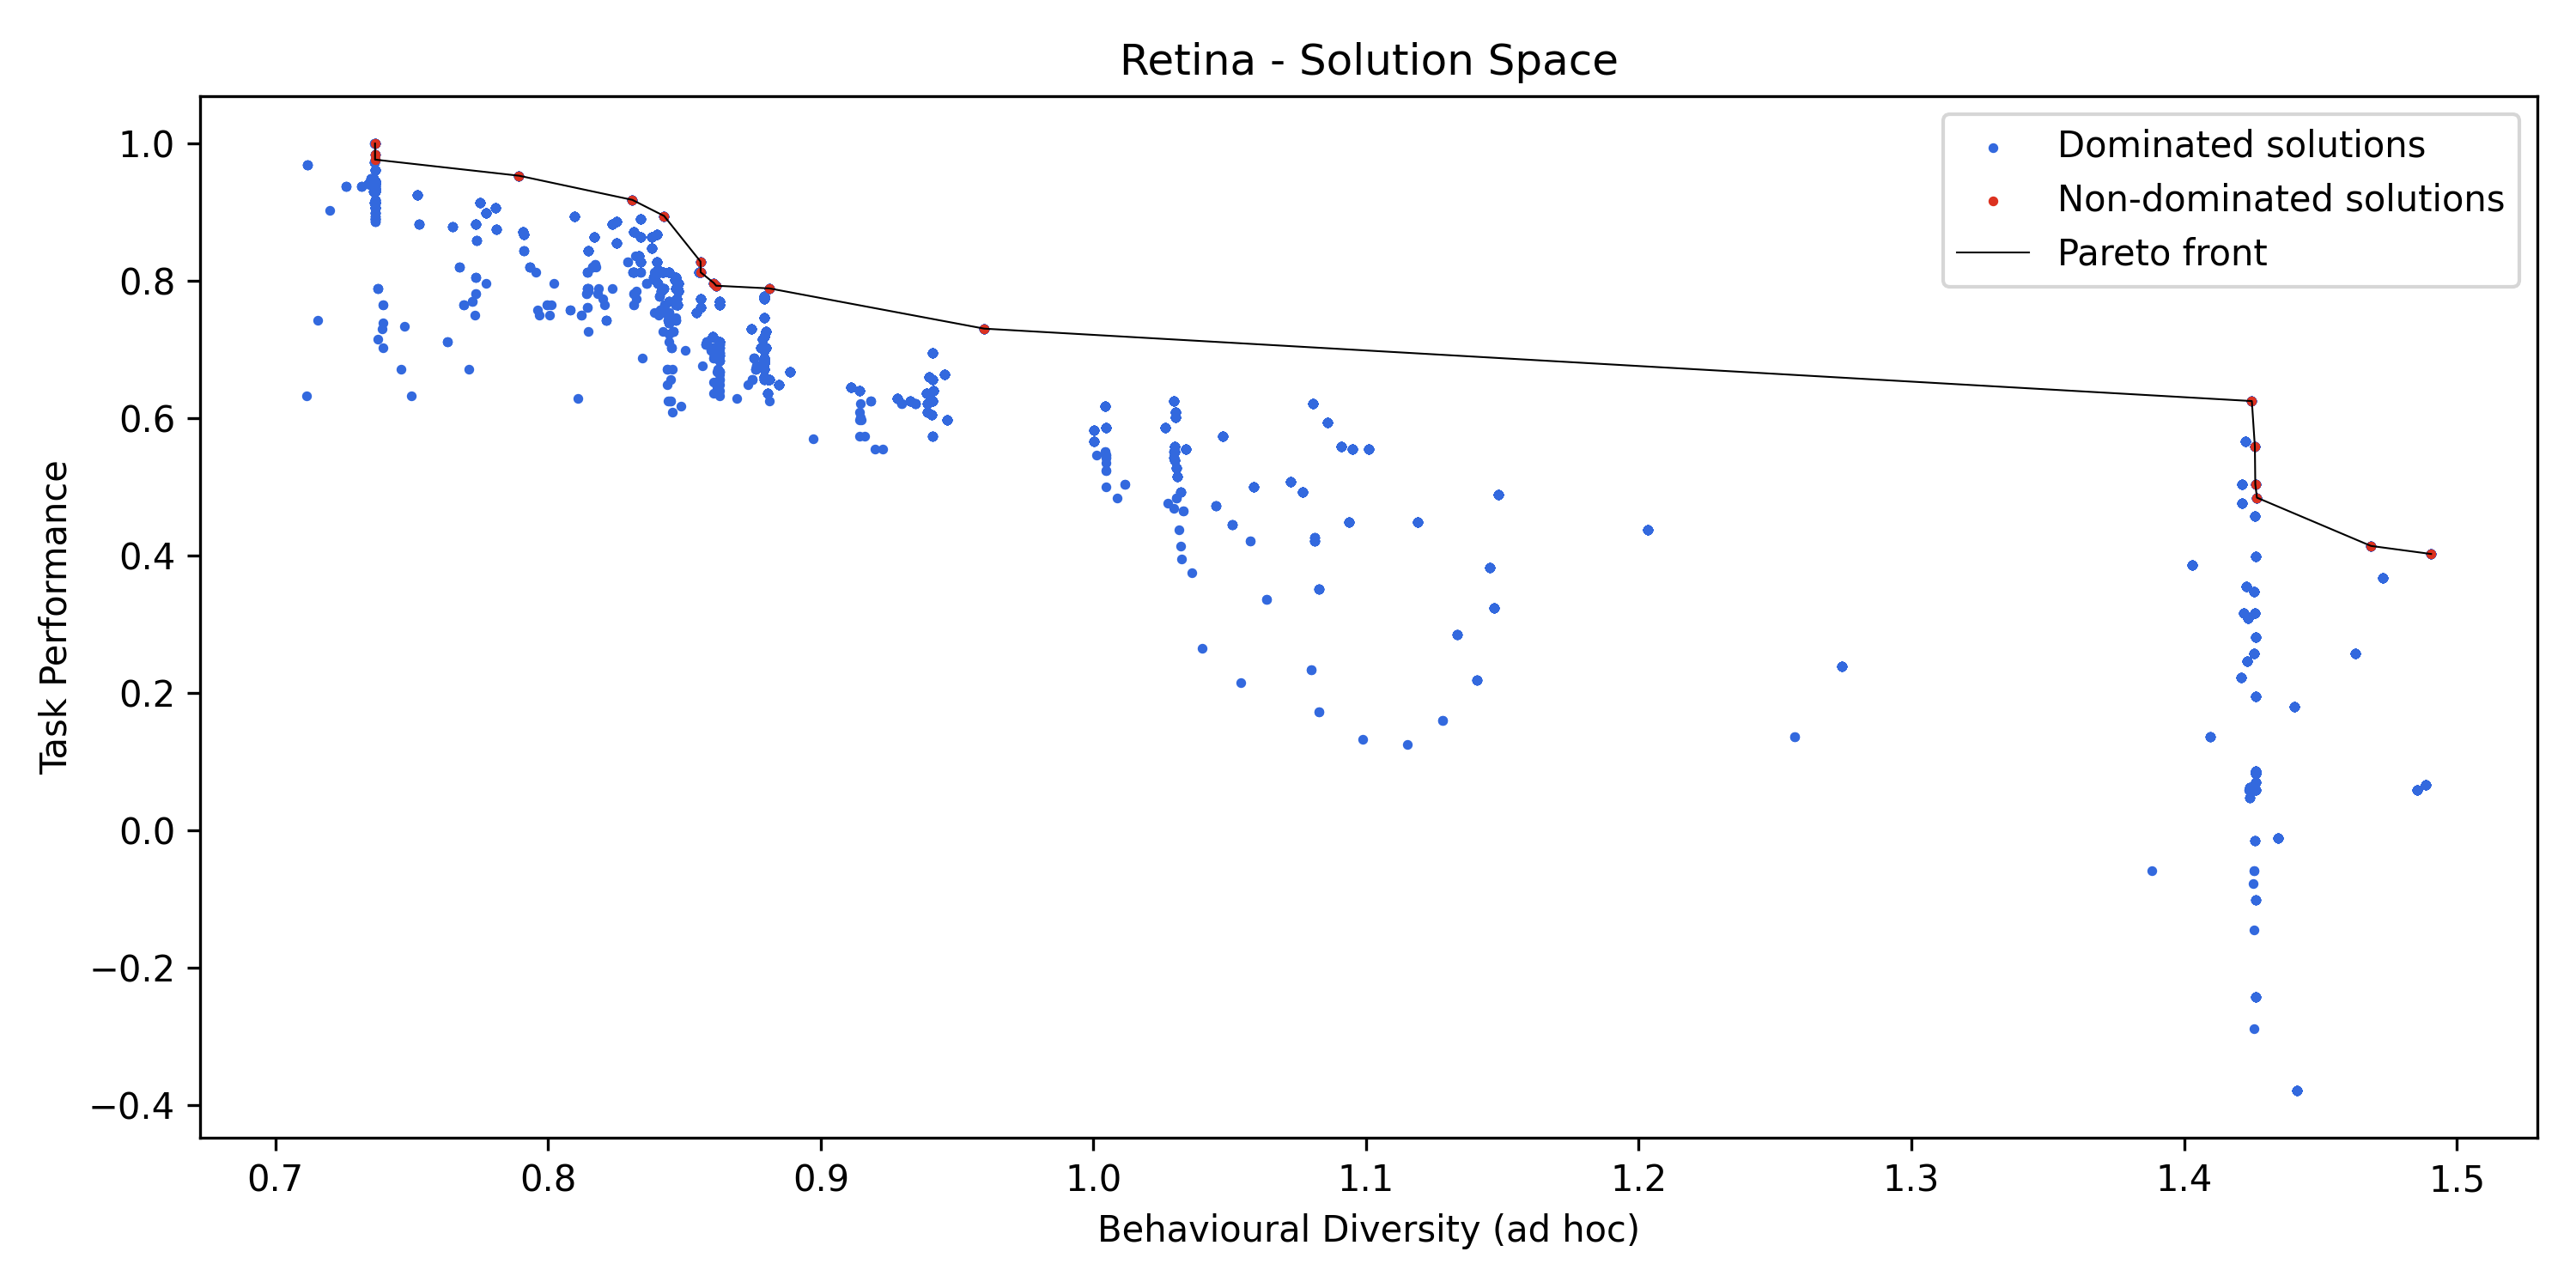 Retina - Solution Space
Dominated solutions
Non-dominated solutions
Pareto front
Task Performance
1.0
0.8
0.6
0.4
0.2
0.0
−0.2
−0.4
0.7 0.8 0.9 1.0 1.1 1.2 1.3 1.4 1.5
Behavioural Diversity (ad hoc)